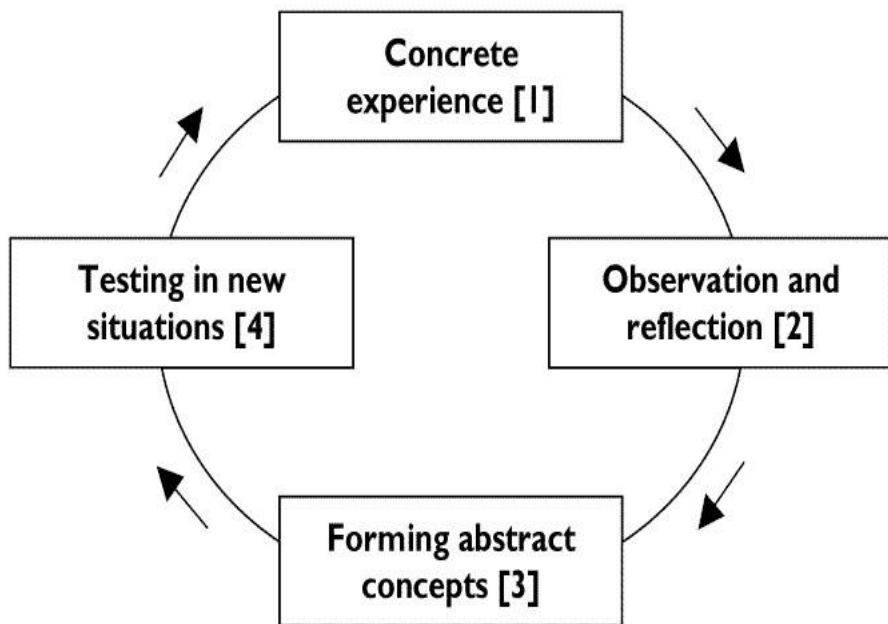 Concrete
experience [1]
Observation and
reflection [2]
Forming abstract
concepts [3]
Testing in new
situations [4]